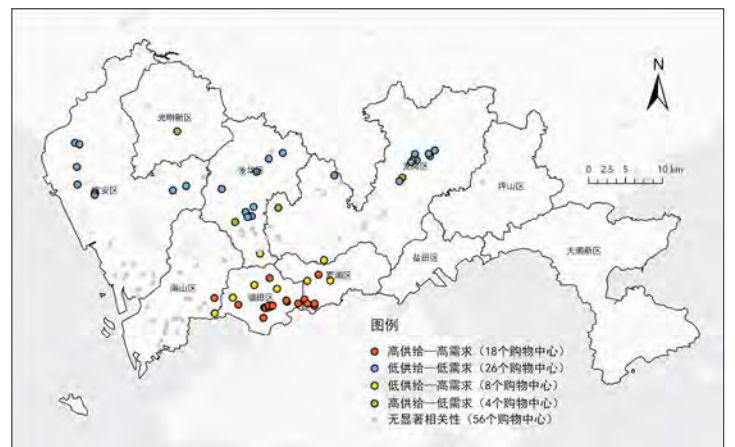 N
光明新区
龙华区
龙岗区
0 2.5 5 10 km
宝安区
坪山区
大鹏新区
盐田区
罗湖区
南山区
福田区
图例
高供给—高需求（18个购物中心）
低供给—低需求（26个购物中心）
低供给—高需求（8个购物中心）
高供给—低需求（4个购物中心）
无显著相关性（56个购物中心）